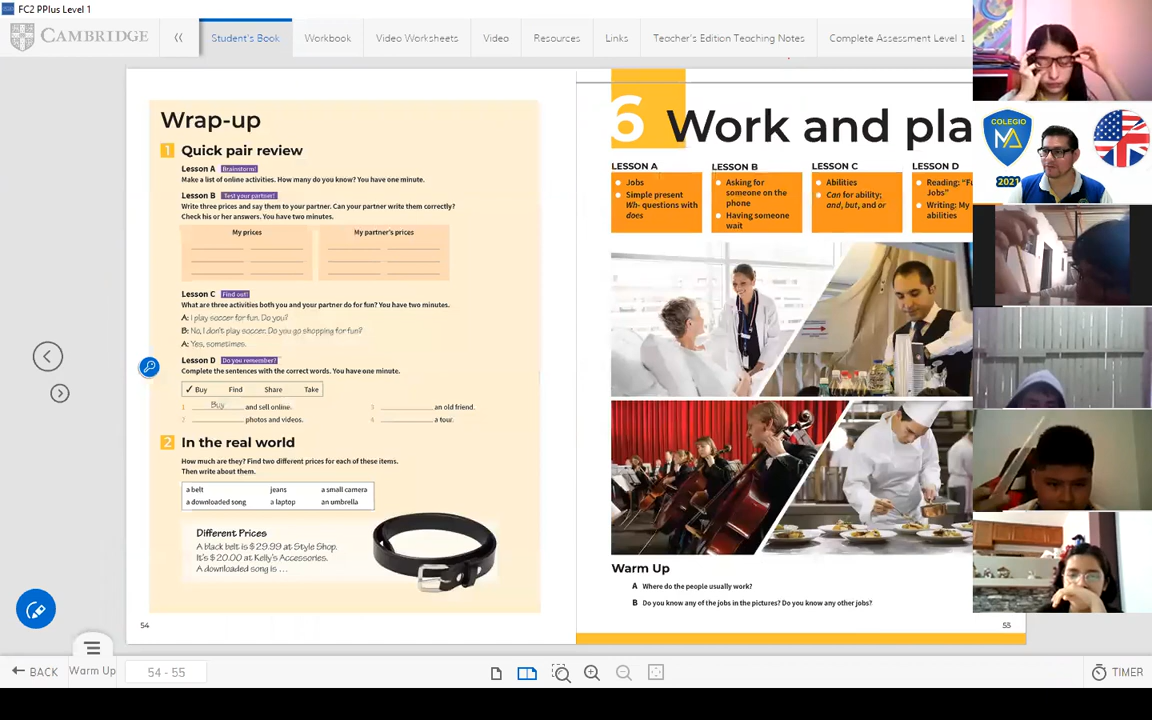 FC2 PPlus Level 1
CAMBRIDGE
Student's Book
Workbook
Video Worksheets
Video
Resources
Links
Teacher's Edition Teaching Notes
Complete Assessment Level 1
Wrap-up
1 Quick pair review
Lesson A Brainstorm!
Make a list of online activities. How many do you know? You have one minute.
Lesson B Test your partner!
Write three prices and say them to your partner. Can your partner write them correctly?
Check his or her answers. You have two minutes.
My prices
My partner's prices
Lesson C Find out!
What are three activities both you and your partner do for fun? You have two minutes.
A: I play soccer for fun. Do you?
B: No, I don't play soccer. Do you go shopping for fun?
A: Yes, sometimes.
Lesson D Do you remember?
Complete the sentences with the correct words. You have one minute.
✓ Buy Find Share Take
1 Buy and sell online.
2 photos and videos.
3 an old friend.
4 a tour.
2 In the real world
How much are they? Find two different prices for each of these items.
Then write about them.
a belt jeans a small camera
a downloaded song a laptop an umbrella
Different Prices
A black belt is $29.99 at Style Shop.
It's $20.00 at Kelly's Accessories.
A downloaded song is ...
54
6 Work and pla
LESSON A
Jobs
Simple present
Wh- questions with
does
LESSON B
Asking for
someone on the
phone
Having someone
wait
LESSON C
Abilities
Can for ability;
and, but, and or
LESSON D
Reading: "Fu
Jobs"
Writing: My
abilities
Warm Up
A Where do the people usually work?
B Do you know any of the jobs in the pictures? Do you know any other jobs?
55
COLEGIO
MA
2021
BACK
Warm Up
54 - 55
TIMER